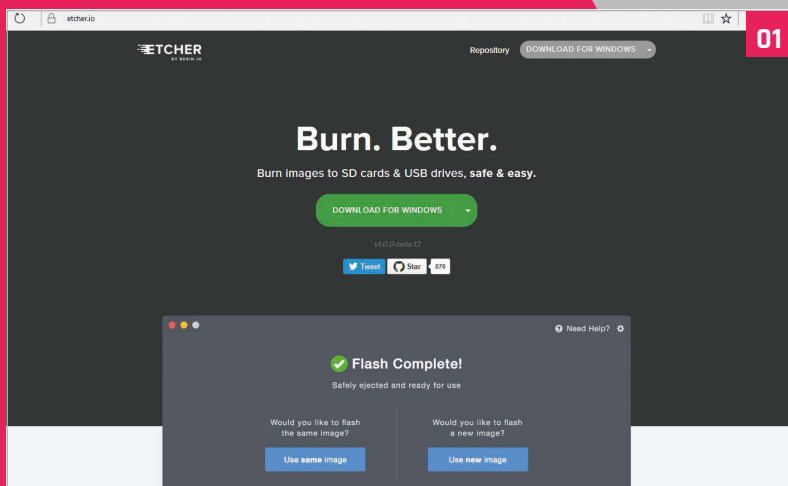 etcher.io
01
ETCHER
BY RESIN.IO
Repository
DOWNLOAD FOR WINDOWS
Burn. Better.
Burn images to SD cards & USB drives, safe & easy.
DOWNLOAD FOR WINDOWS
v1.0.0-beta.13
Tweet
Star
876
Need Help?
Flash Complete!
Safely ejected and ready for use
Would you like to flash
the same image?
Would you like to flash
a new image?
Use same image
Use new image